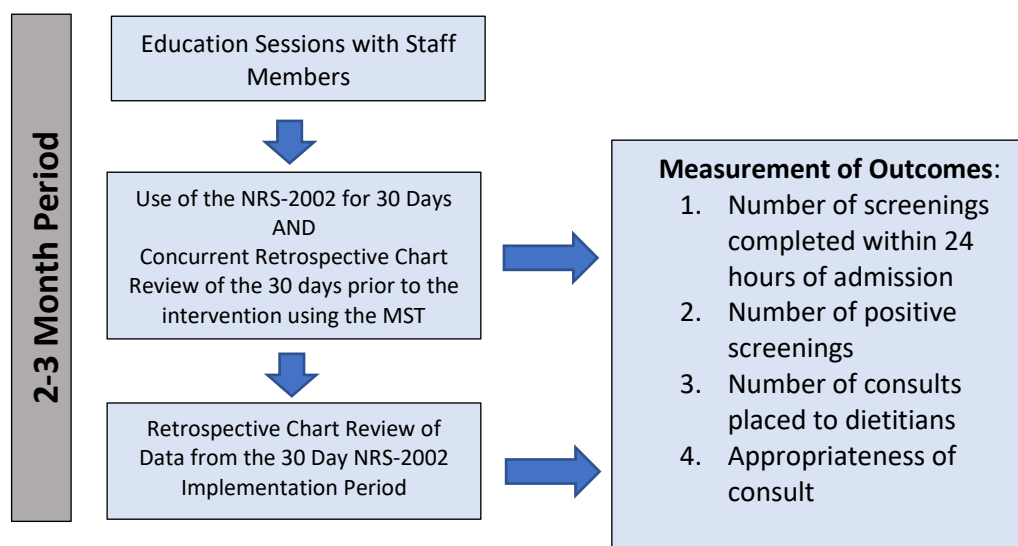 2-3 Month Period
Education Sessions with Staff
Members
Use of the NRS-2002 for 30 Days
AND
Concurrent Retrospective Chart
Review of the 30 days prior to the
intervention using the MST
Retrospective Chart Review of
Data from the 30 Day NRS-2002
Implementation Period
Measurement of Outcomes:
1. Number of screenings
completed within 24
hours of admission
2. Number of positive
screenings
3. Number of consults
placed to dietitians
4. Appropriateness of
consult